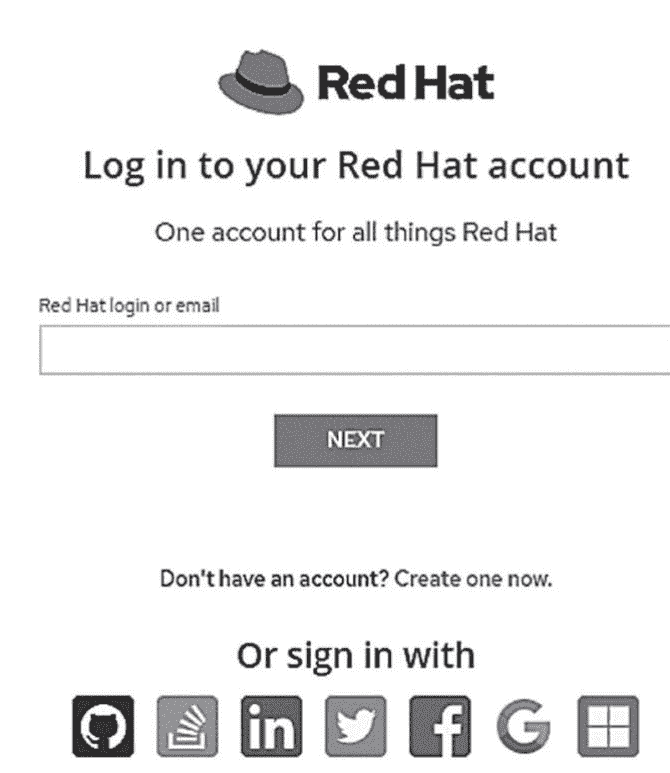 Red Hat
Log in to your Red Hat account
One account for all things Red Hat
Red Hat login or email
NEXT
Don't have an account? Create one now.
Or sign in with
in
f
G